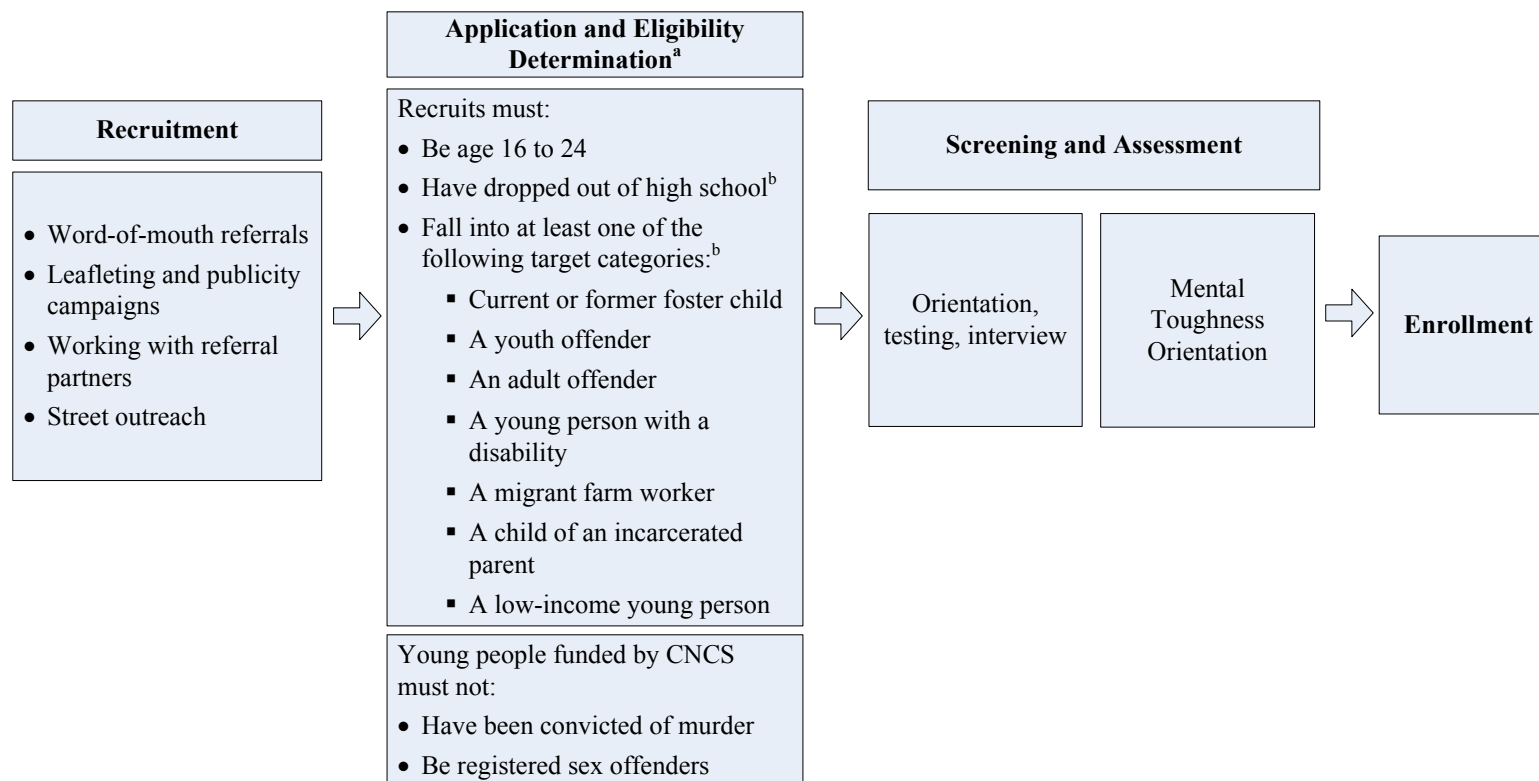 Recruitment
• Word-of-mouth referrals
• Leafleting and publicity
campaigns
• Working with referral
partners
• Street outreach
Application and Eligibility
Determinationᵃ
Recruits must:
• Be age 16 to 24
• Have dropped out of high schoolᵇ
• Fall into at least one of the
following target categories:ᵇ
▪ Current or former foster child
▪ A youth offender
▪ An adult offender
▪ A young person with a
disability
▪ A migrant farm worker
▪ A child of an incarcerated
parent
▪ A low-income young person
Young people funded by CNCS
must not:
• Have been convicted of murder
• Be registered sex offenders
Screening and Assessment
Orientation,
testing, interview
Mental
Toughness
Orientation
Enrollment